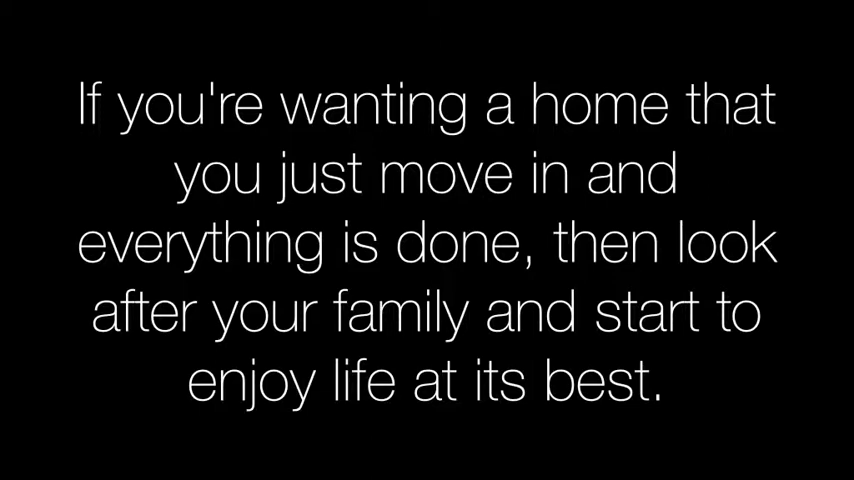 If you're wanting a home that
you just move in and
everything is done, then look
after your family and start to
enjoy life at its best.